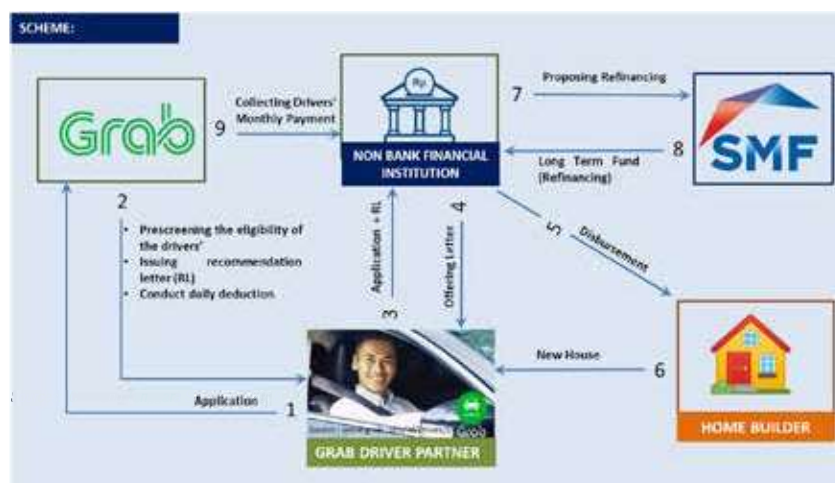 SCHEME:
Grab
9
Collecting Drivers'
Monthly Payment
Rp
NON BANK FINANCIAL
INSTITUTION
7
Proposing Refinancing
SMF
8
Long Term Fund
(Refinancing)
2
• Prescreening the eligibility of
the drivers'
• Issuing recommendation
letter (RL)
• Conduct daily deduction
3
Application + RL
4
Offering Letter
5
Disbursement
New House
6
Application
1
Grab
GRAB DRIVER PARTNER
HOME BUILDER